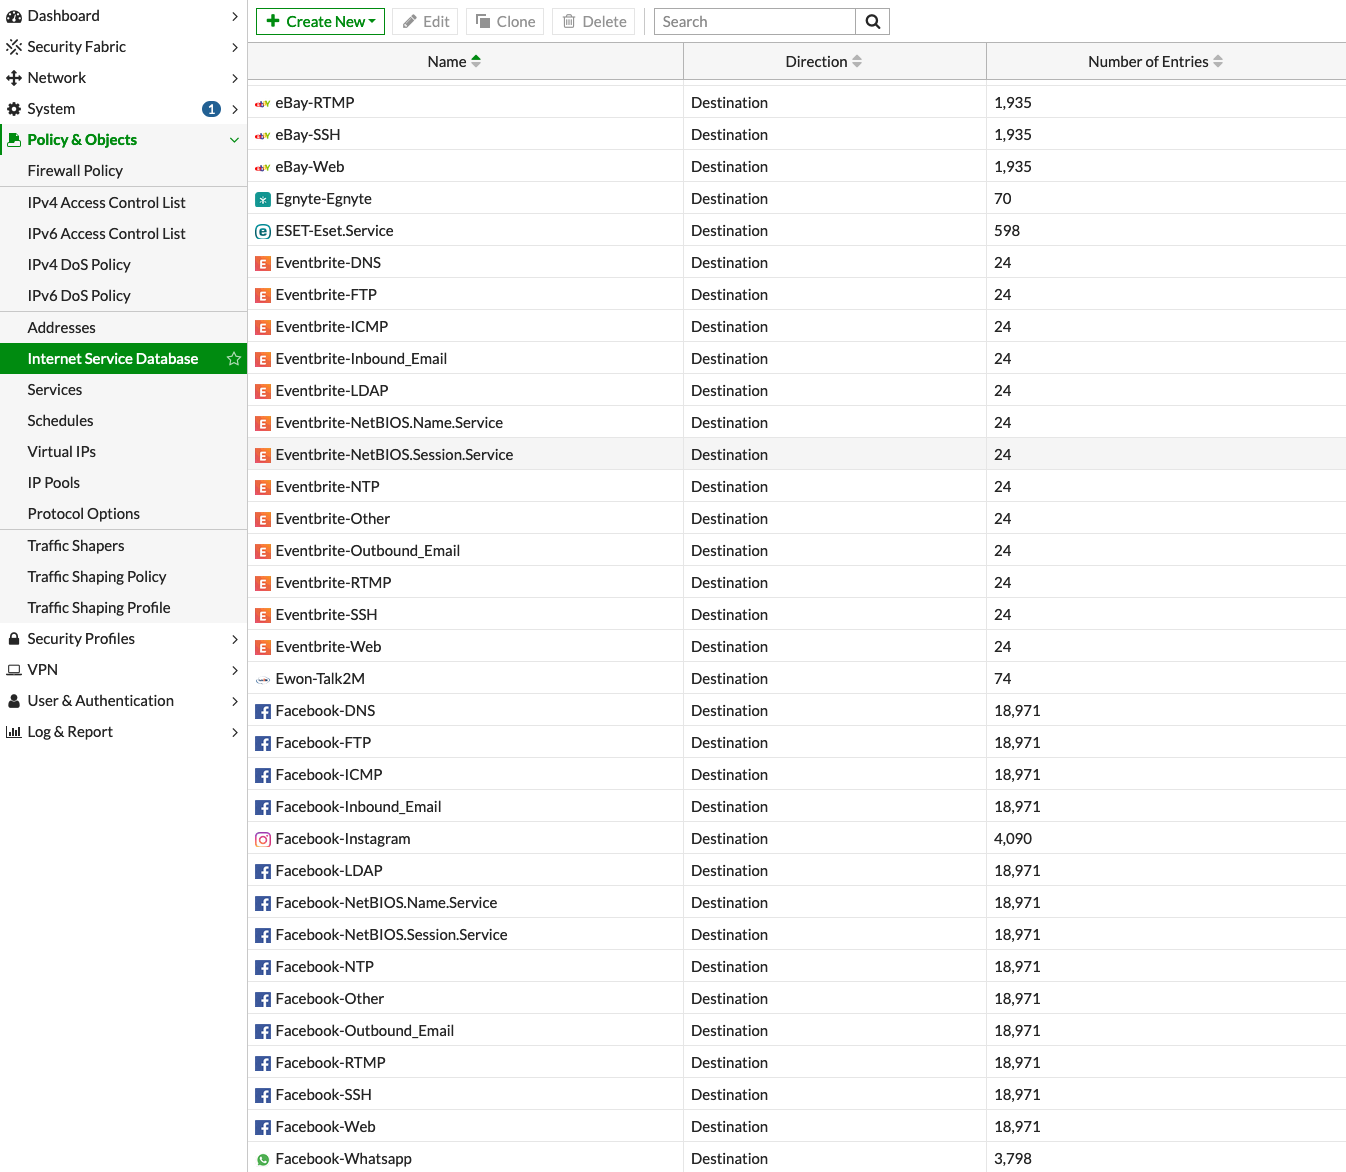 Dashboard
Security Fabric
Network
System 1
Policy & Objects
Firewall Policy
IPv4 Access Control List
IPv6 Access Control List
IPv4 DoS Policy
IPv6 DoS Policy
Addresses
Internet Service Database
Services
Schedules
Virtual IPs
IP Pools
Protocol Options
Traffic Shapers
Traffic Shaping Policy
Traffic Shaping Profile
Security Profiles
VPN
User & Authentication
Log & Report
+ Create New Edit Clone Delete Search
Name Direction Number of Entries
eBay-RTMP Destination 1,935
eBay-SSH Destination 1,935
eBay-Web Destination 1,935
Egnyte-Egnyte Destination 70
ESET-Eset.Service Destination 598
Eventbrite-DNS Destination 24
Eventbrite-FTP Destination 24
Eventbrite-ICMP Destination 24
Eventbrite-Inbound_Email Destination 24
Eventbrite-LDAP Destination 24
Eventbrite-NetBIOS.Name.Service Destination 24
Eventbrite-NetBIOS.Session.Service Destination 24
Eventbrite-NTP Destination 24
Eventbrite-Other Destination 24
Eventbrite-Outbound_Email Destination 24
Eventbrite-RTMP Destination 24
Eventbrite-SSH Destination 24
Eventbrite-Web Destination 24
Ewon-Talk2M Destination 74
Facebook-DNS Destination 18,971
Facebook-FTP Destination 18,971
Facebook-ICMP Destination 18,971
Facebook-Inbound_Email Destination 18,971
Facebook-Instagram Destination 4,090
Facebook-LDAP Destination 18,971
Facebook-NetBIOS.Name.Service Destination 18,971
Facebook-NetBIOS.Session.Service Destination 18,971
Facebook-NTP Destination 18,971
Facebook-Other Destination 18,971
Facebook-Outbound_Email Destination 18,971
Facebook-RTMP Destination 18,971
Facebook-SSH Destination 18,971
Facebook-Web Destination 18,971
Facebook-Whatsapp Destination 3,798